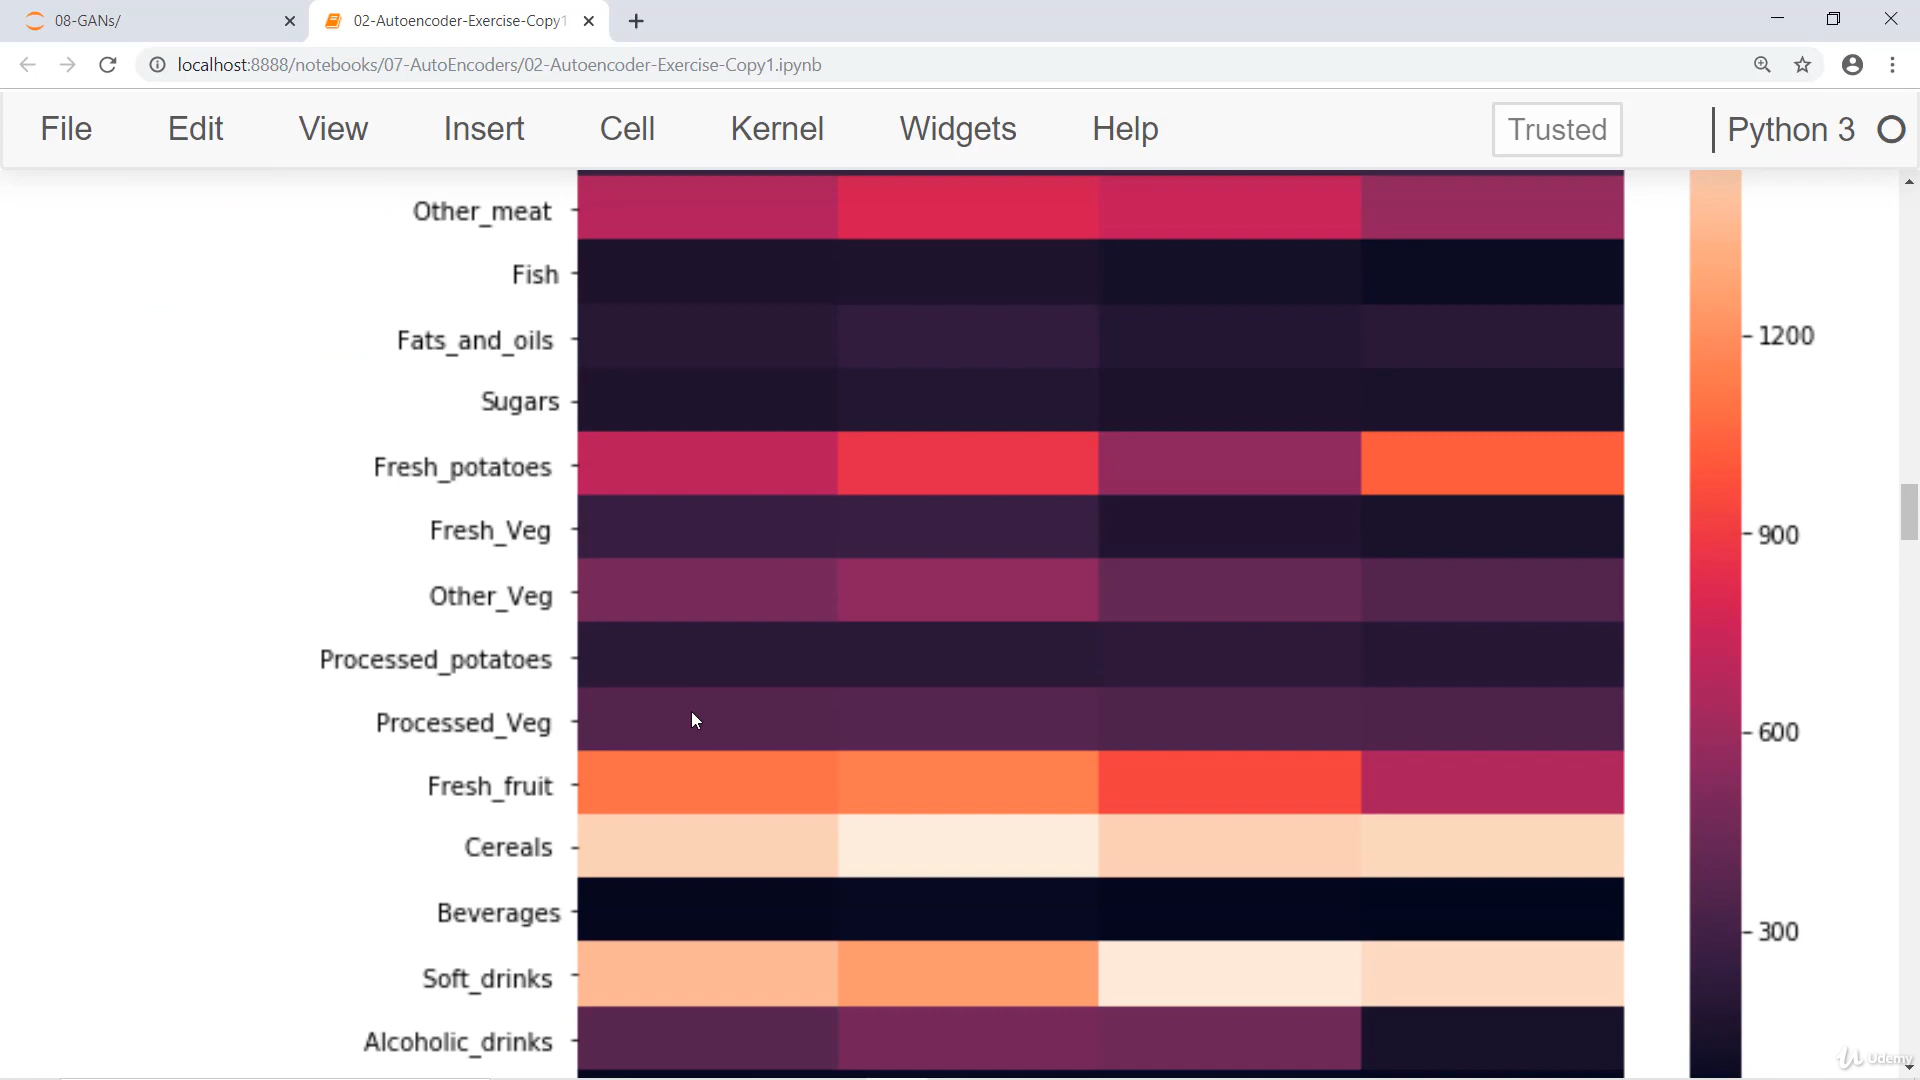 08-GANs/
02-Autoencoder-Exercise-Copy1
localhost:8888/notebooks/07-AutoEncoders/02-Autoencoder-Exercise-Copy1.ipynb
File Edit View Insert Cell Kernel Widgets Help Trusted Python 3
Other_meat
Fish
Fats_and_oils
Sugars
Fresh_potatoes
Fresh_Veg
Other_Veg
Processed_potatoes
Processed_Veg
Fresh_fruit
Cereals
Beverages
Soft_drinks
Alcoholic_drinks
1200
900
600
300
Udemy